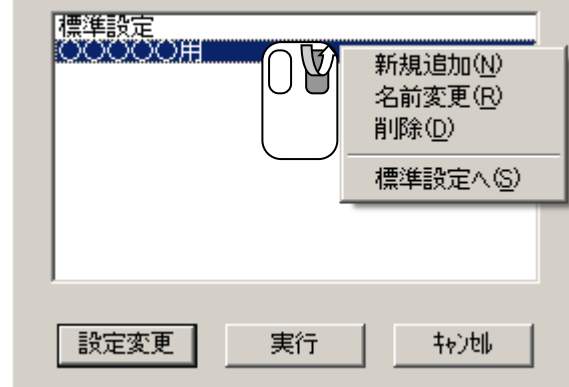 標準設定
○○○○○用
新規追加(N)
名前変更(R)
削除(D)
標準設定へ(S)
設定変更
実行
ｷｬﾝｾﾙ